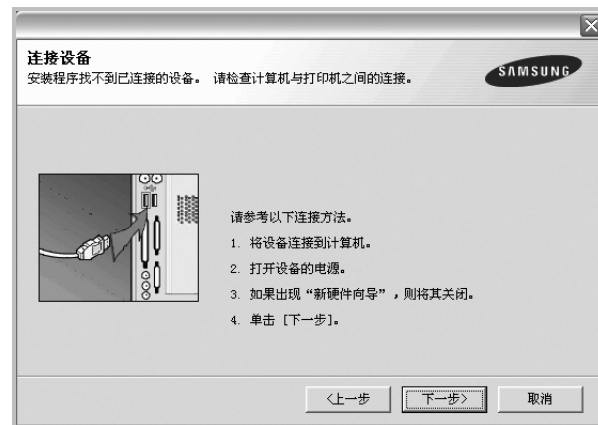 连接设备
安装程序找不到已连接的设备。 请检查计算机与打印机之间的连接。
SAMSUNG
请参考以下连接方法。
1. 将设备连接到计算机。
2. 打开设备的电源。
3. 如果出现“新硬件向导”，则将其关闭。
4. 单击 [下一步]。
<上一步
下一步>
取消